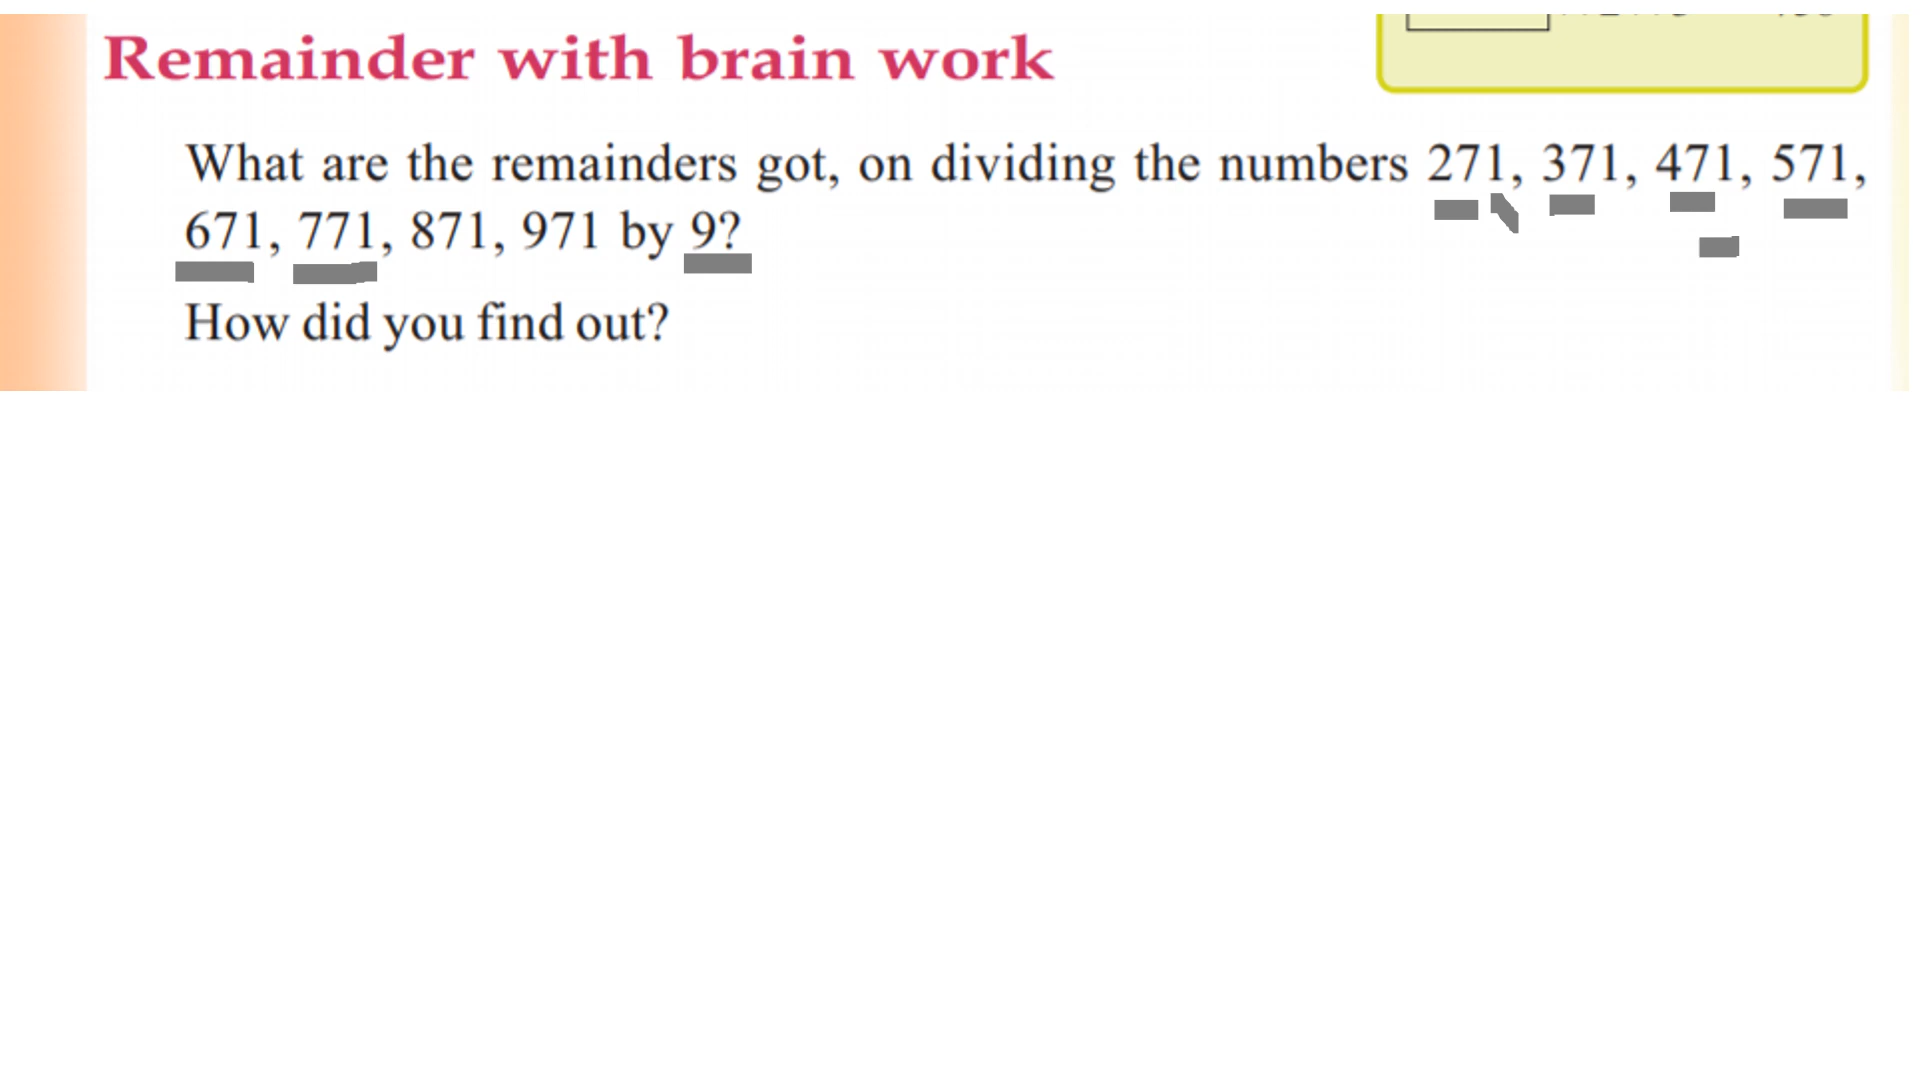 Remainder with brain work
What are the remainders got, on dividing the numbers 271, 371, 471, 571,
671, 771, 871, 971 by 9?
How did you find out?